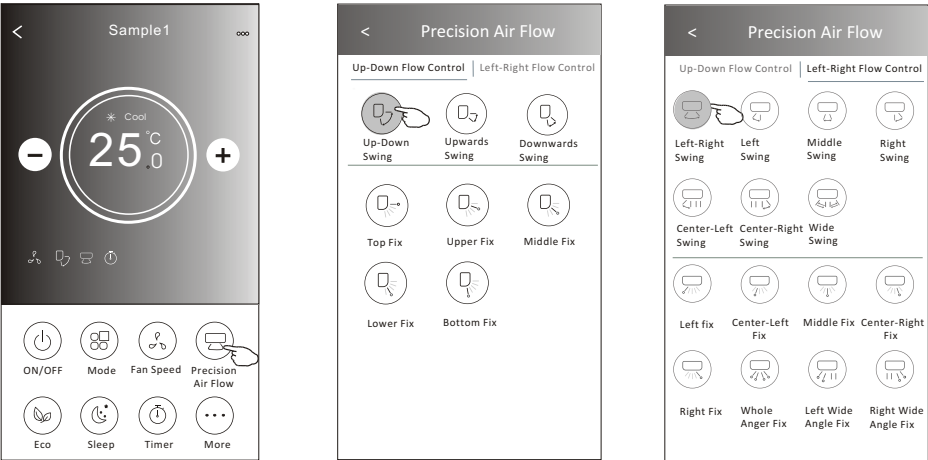 Sample1
Cool
25.0°C
ON/OFF
Mode
Fan Speed
Precision
Air Flow
Eco
Sleep
Timer
More
Precision Air Flow
Up-Down Flow Control
Left-Right Flow Control
Up-Down
Swing
Upwards
Swing
Downwards
Swing
Top Fix
Upper Fix
Middle Fix
Lower Fix
Bottom Fix
Precision Air Flow
Up-Down Flow Control
Left-Right Flow Control
Left-Right
Swing
Left
Swing
Middle
Swing
Right
Swing
Center-Left
Swing
Center-Right
Swing
Wide
Swing
Left fix
Center-Left
Fix
Middle Fix
Center-Right
Fix
Right Fix
Whole
Anger Fix
Left Wide
Angle Fix
Right Wide
Angle Fix